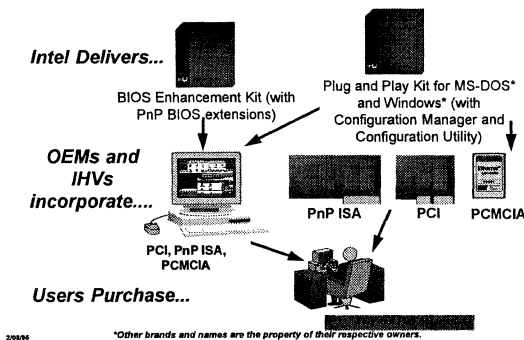 Intel Delivers...
BIOS Enhancement Kit (with
PnP BIOS extensions)
Plug and Play Kit for MS-DOS*
and Windows* (with
Configuration Manager and
Configuration Utility)
OEMs and
IHVs
incorporate....
PnP ISA
PCI
PCMCIA
PCI, PnP ISA,
PCMCIA
Users Purchase...
*Other brands and names are the property of their respective owners.